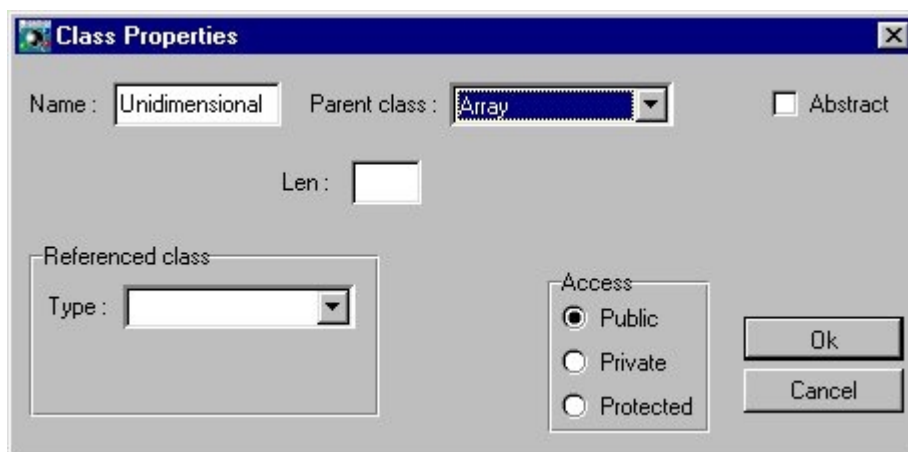 Class Properties
Name : Unidimensional Parent class : Array Abstract
Len :
Referenced class
Type :
Access
Public
Private
Protected
Ok
Cancel